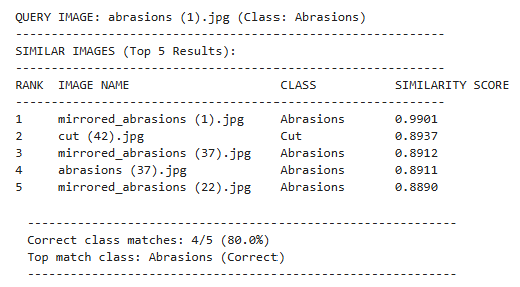 QUERY IMAGE: abrasions (1).jpg (Class: Abrasions)
------------------------------------------------------------
SIMILAR IMAGES (Top 5 Results):
------------------------------------------------------------
RANK  IMAGE NAME                     CLASS           SIMILARITY SCORE
------------------------------------------------------------
1     mirrored_abrasions (1).jpg     Abrasions       0.9901
2     cut (42).jpg                   Cut             0.8937
3     mirrored_abrasions (37).jpg    Abrasions       0.8912
4     abrasions (37).jpg             Abrasions       0.8911
5     mirrored_abrasions (22).jpg    Abrasions       0.8890
------------------------------------------------------------
Correct class matches: 4/5 (80.0%)
Top match class: Abrasions (Correct)
------------------------------------------------------------